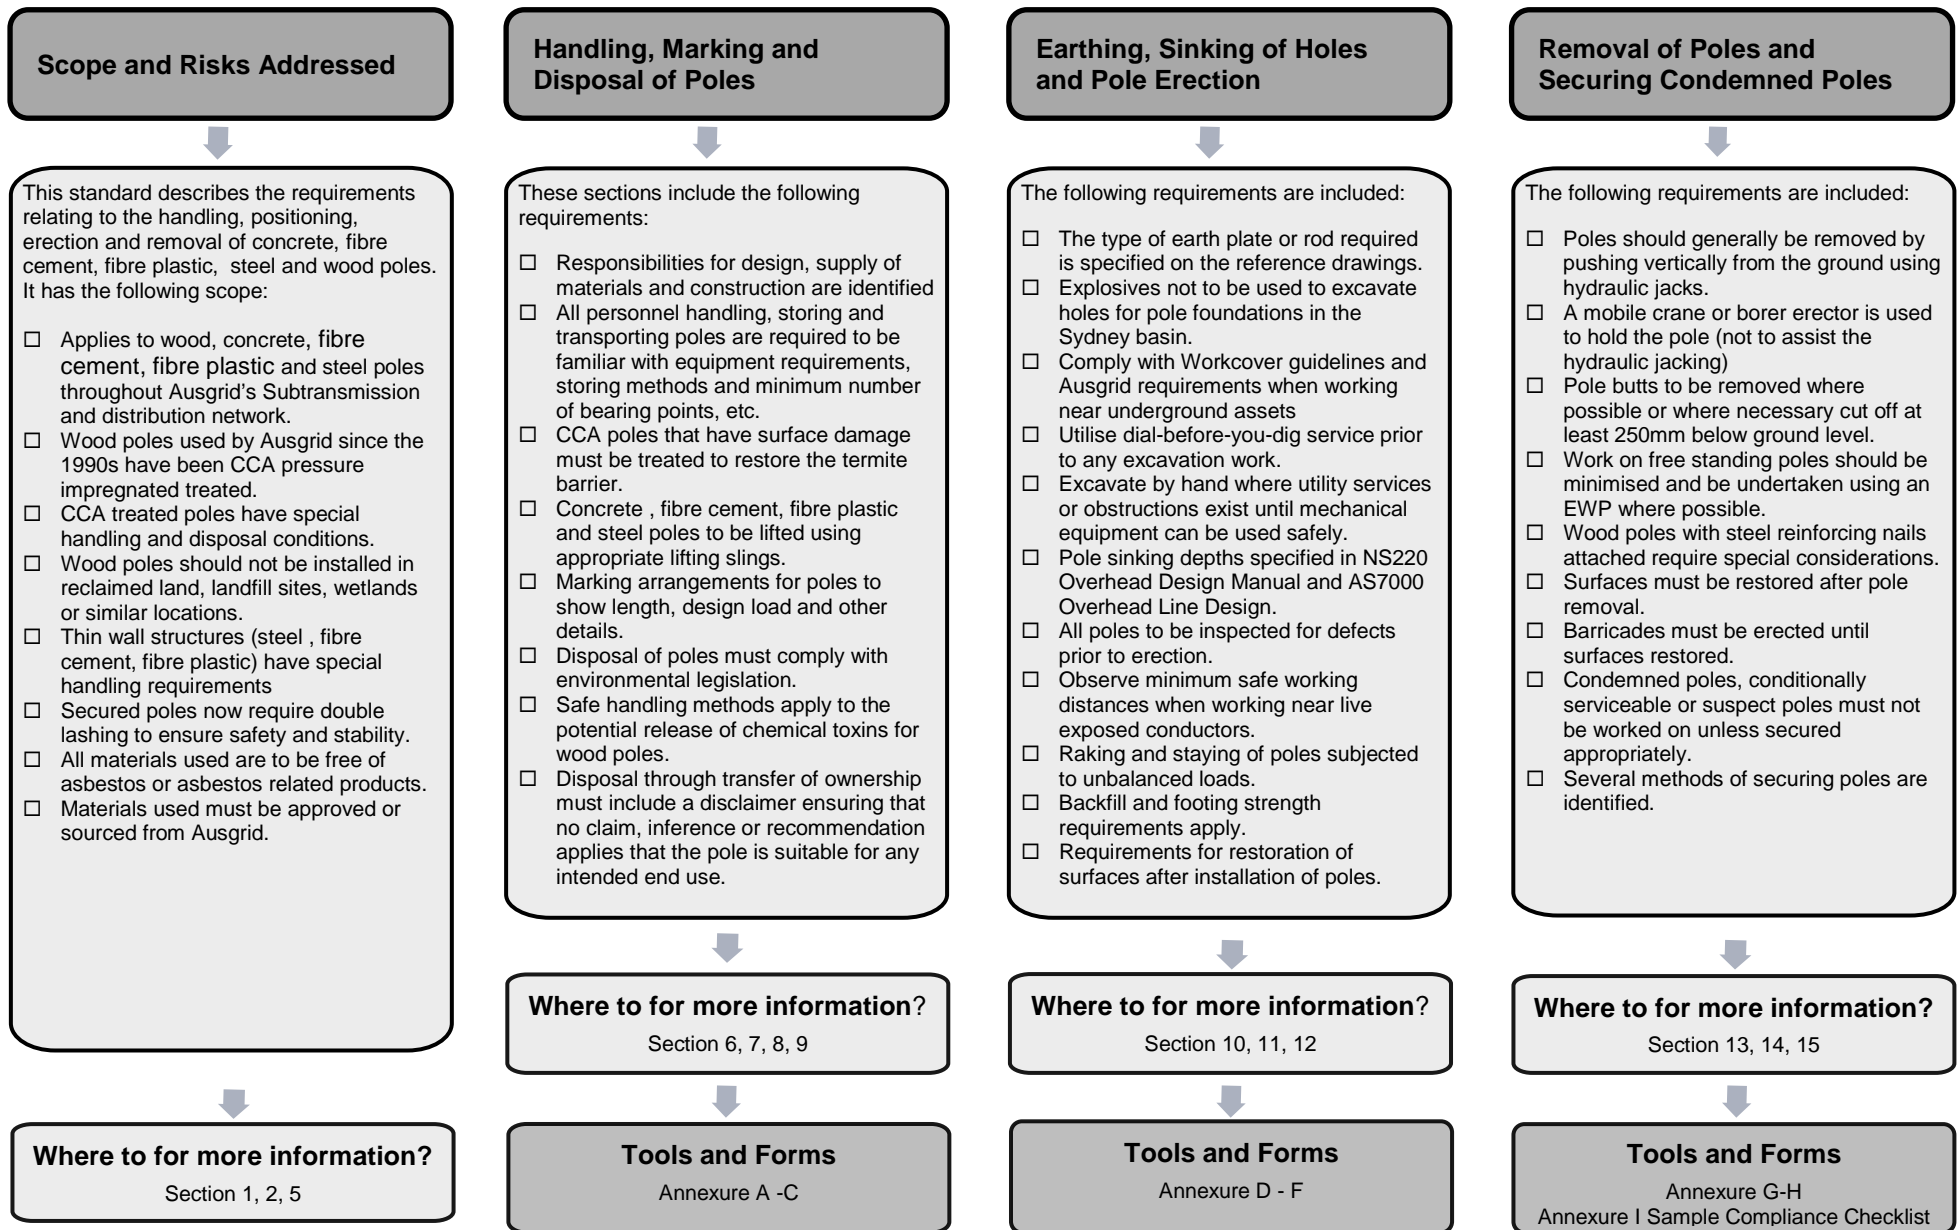 Scope and Risks Addressed
This standard describes the requirements
relating to the handling, positioning,
erection and removal of concrete, fibre
cement, fibre plastic, steel and wood poles.
It has the following scope:
☐ Applies to wood, concrete, fibre
cement, fibre plastic and steel poles
throughout Ausgrid's Subtransmission
and distribution network.
☐ Wood poles used by Ausgrid since the
1990s have been CCA pressure
impregnated treated.
☐ CCA treated poles have special
handling and disposal conditions.
☐ Wood poles should not be installed in
reclaimed land, landfill sites, wetlands
or similar locations.
☐ Thin wall structures (steel , fibre
cement, fibre plastic) have special
handling requirements
☐ Secured poles now require double
lashing to ensure safety and stability.
☐ All materials used are to be free of
asbestos or asbestos related products.
☐ Materials used must be approved or
sourced from Ausgrid.
Where to for more information?
Section 1, 2, 5
Handling, Marking and
Disposal of Poles
These sections include the following
requirements:
☐ Responsibilities for design, supply of
materials and construction are identified
☐ All personnel handling, storing and
transporting poles are required to be
familiar with equipment requirements,
storing methods and minimum number
of bearing points, etc.
☐ CCA poles that have surface damage
must be treated to restore the termite
barrier.
☐ Concrete , fibre cement, fibre plastic
and steel poles to be lifted using
appropriate lifting slings.
☐ Marking arrangements for poles to
show length, design load and other
details.
☐ Disposal of poles must comply with
environmental legislation.
☐ Safe handling methods apply to the
potential release of chemical toxins for
wood poles.
☐ Disposal through transfer of ownership
must include a disclaimer ensuring that
no claim, inference or recommendation
applies that the pole is suitable for any
intended end use.
Where to for more information?
Section 6, 7, 8, 9
Tools and Forms
Annexure A -C
Earthing, Sinking of Holes
and Pole Erection
The following requirements are included:
☐ The type of earth plate or rod required
is specified on the reference drawings.
☐ Explosives not to be used to excavate
holes for pole foundations in the
Sydney basin.
☐ Comply with Workcover guidelines and
Ausgrid requirements when working
near underground assets
☐ Utilise dial-before-you-dig service prior
to any excavation work.
☐ Excavate by hand where utility services
or obstructions exist until mechanical
equipment can be used safely.
☐ Pole sinking depths specified in NS220
Overhead Design Manual and AS7000
Overhead Line Design.
☐ All poles to be inspected for defects
prior to erection.
☐ Observe minimum safe working
distances when working near live
exposed conductors.
☐ Raking and staying of poles subjected
to unbalanced loads.
☐ Backfill and footing strength
requirements apply.
☐ Requirements for restoration of
surfaces after installation of poles.
Where to for more information?
Section 10, 11, 12
Tools and Forms
Annexure D - F
Removal of Poles and
Securing Condemned Poles
The following requirements are included:
☐ Poles should generally be removed by
pushing vertically from the ground using
hydraulic jacks.
☐ A mobile crane or borer erector is used
to hold the pole (not to assist the
hydraulic jacking)
☐ Pole butts to be removed where
possible or where necessary cut off at
least 250mm below ground level.
☐ Work on free standing poles should be
minimised and be undertaken using an
EWP where possible.
☐ Wood poles with steel reinforcing nails
attached require special considerations.
☐ Surfaces must be restored after pole
removal.
☐ Barricades must be erected until
surfaces restored.
☐ Condemned poles, conditionally
serviceable or suspect poles must not
be worked on unless secured
appropriately.
☐ Several methods of securing poles are
identified.
Where to for more information?
Section 13, 14, 15
Tools and Forms
Annexure G-H
Annexure I Sample Compliance Checklist